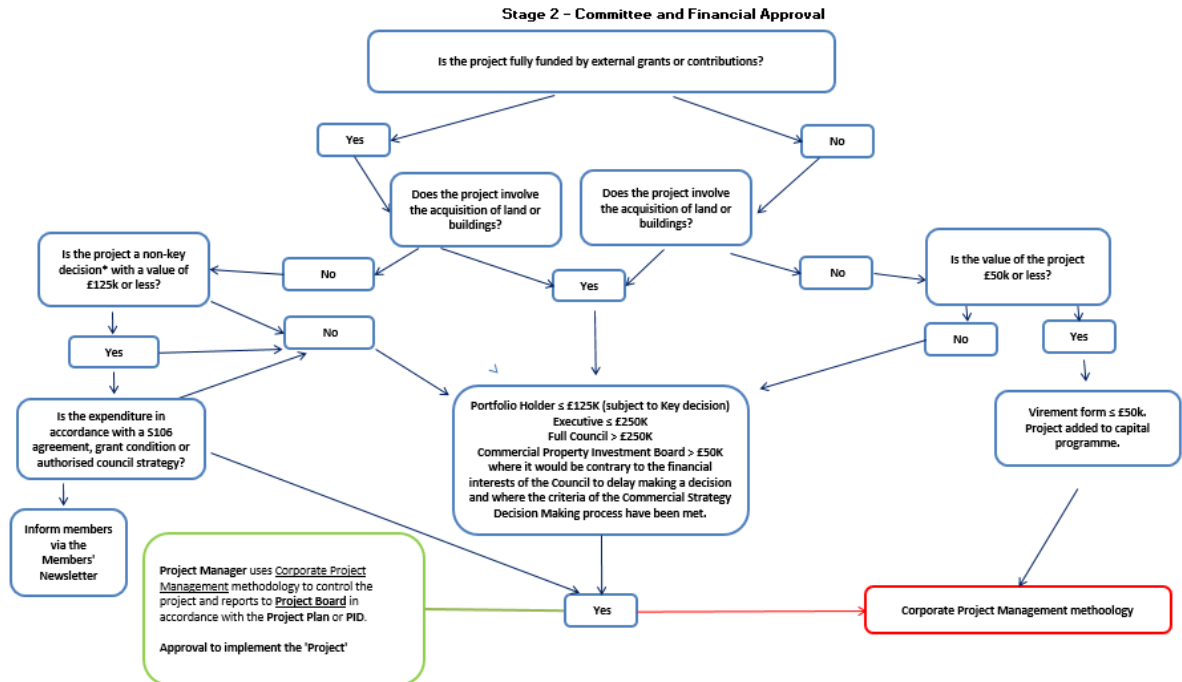 Stage 2 – Committee and Financial Approval
Is the project fully funded by external grants or contributions?
Yes
No
Does the project involve
the acquisition of land or
buildings?
Does the project involve
the acquisition of land or
buildings?
Is the project a non-key
decision* with a value of
£125k or less?
No
Yes
No
Is the value of the project
£50k or less?
Yes
No
No
Yes
Is the expenditure in
accordance with a S106
agreement, grant condition or
authorised council strategy?
Portfolio Holder ≤ £125K (subject to Key decision)
Executive ≤ £250K
Full Council > £250K
Commercial Property Investment Board > £50K
where it would be contrary to the financial
interests of the Council to delay making a decision
and where the criteria of the Commercial Strategy
Decision Making process have been met.
Virement form ≤ £50k.
Project added to capital
programme.
Inform members
via the
Members'
Newsletter
Project Manager uses Corporate Project
Management methodology to control the
project and reports to Project Board in
accordance with the Project Plan or PID.
Approval to implement the 'Project'
Yes
Corporate Project Management methoology